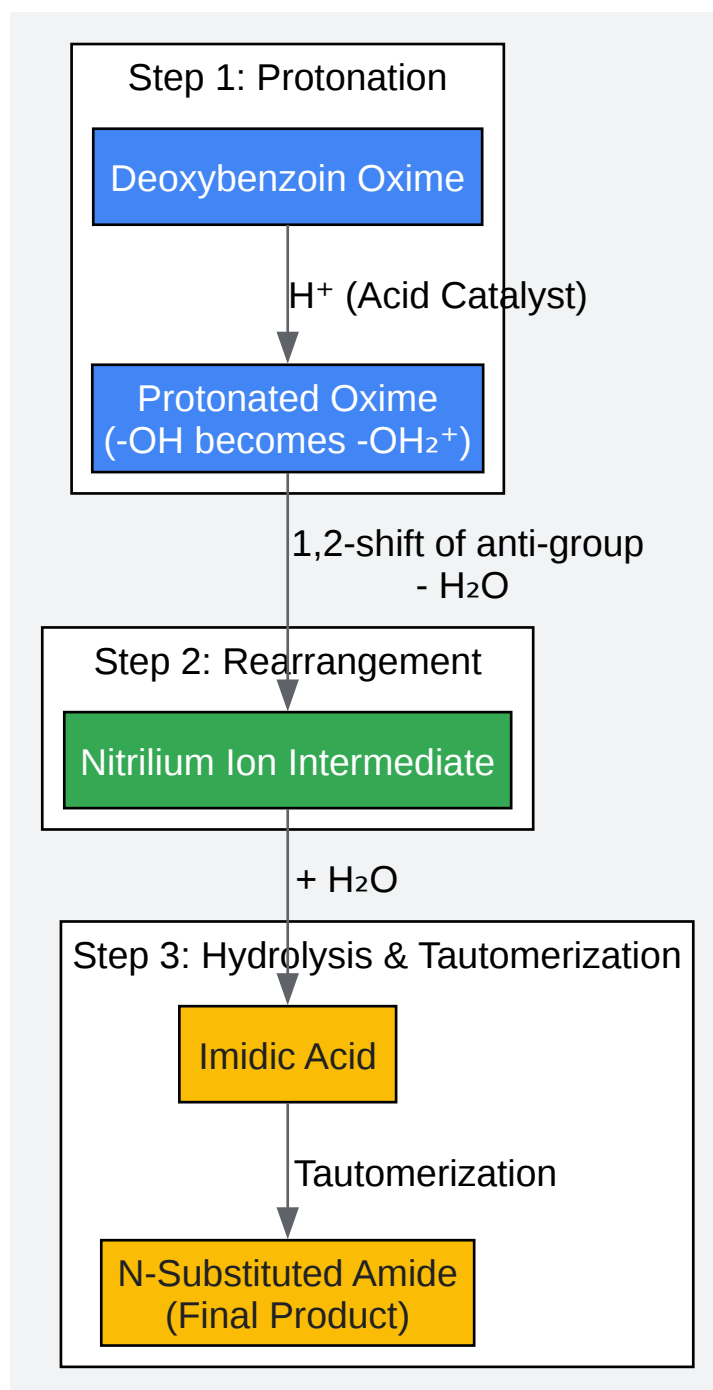 Step 1: Protonation
Deoxybenzoin Oxime
H⁺ (Acid Catalyst)
Protonated Oxime
(-OH becomes -OH₂⁺)
1,2-shift of anti-group
- H₂O
Step 2: Rearrangement
Nitrilium Ion Intermediate
+ H₂O
Step 3: Hydrolysis & Tautomerization
Imidic Acid
Tautomerization
N-Substituted Amide
(Final Product)